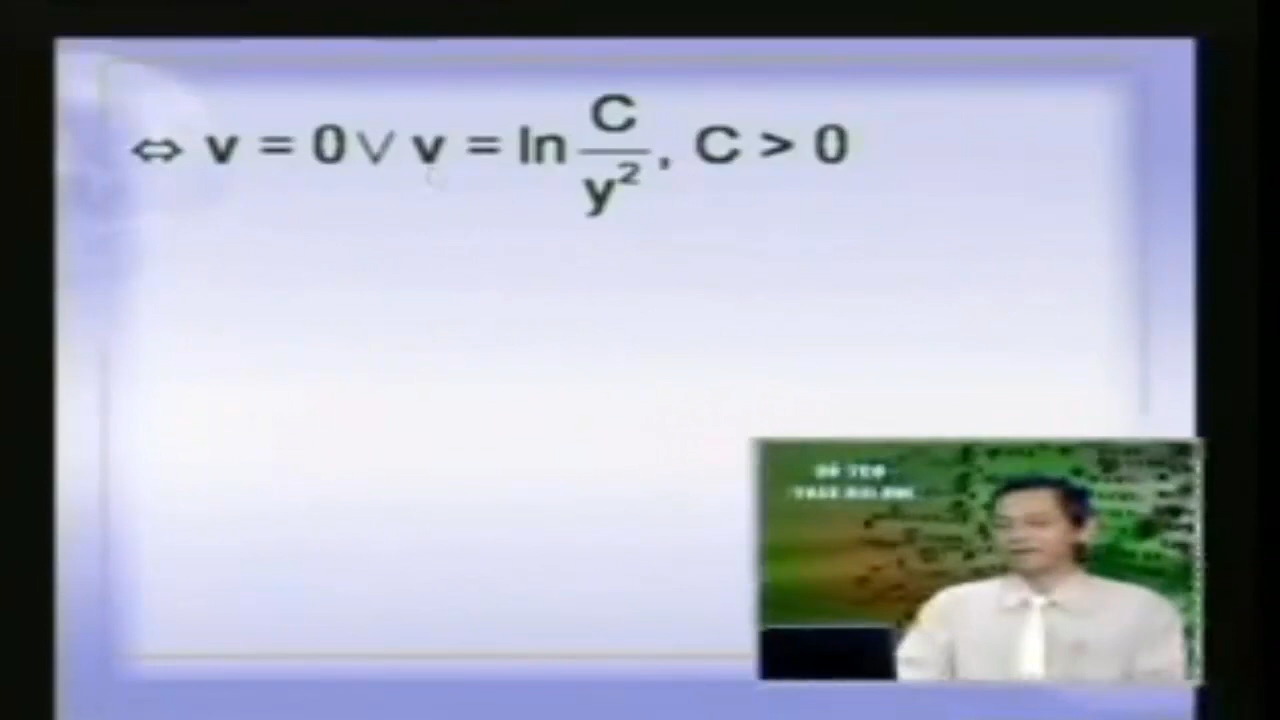 ⇔ v = 0 ∨ v = ln C/y², C > 0